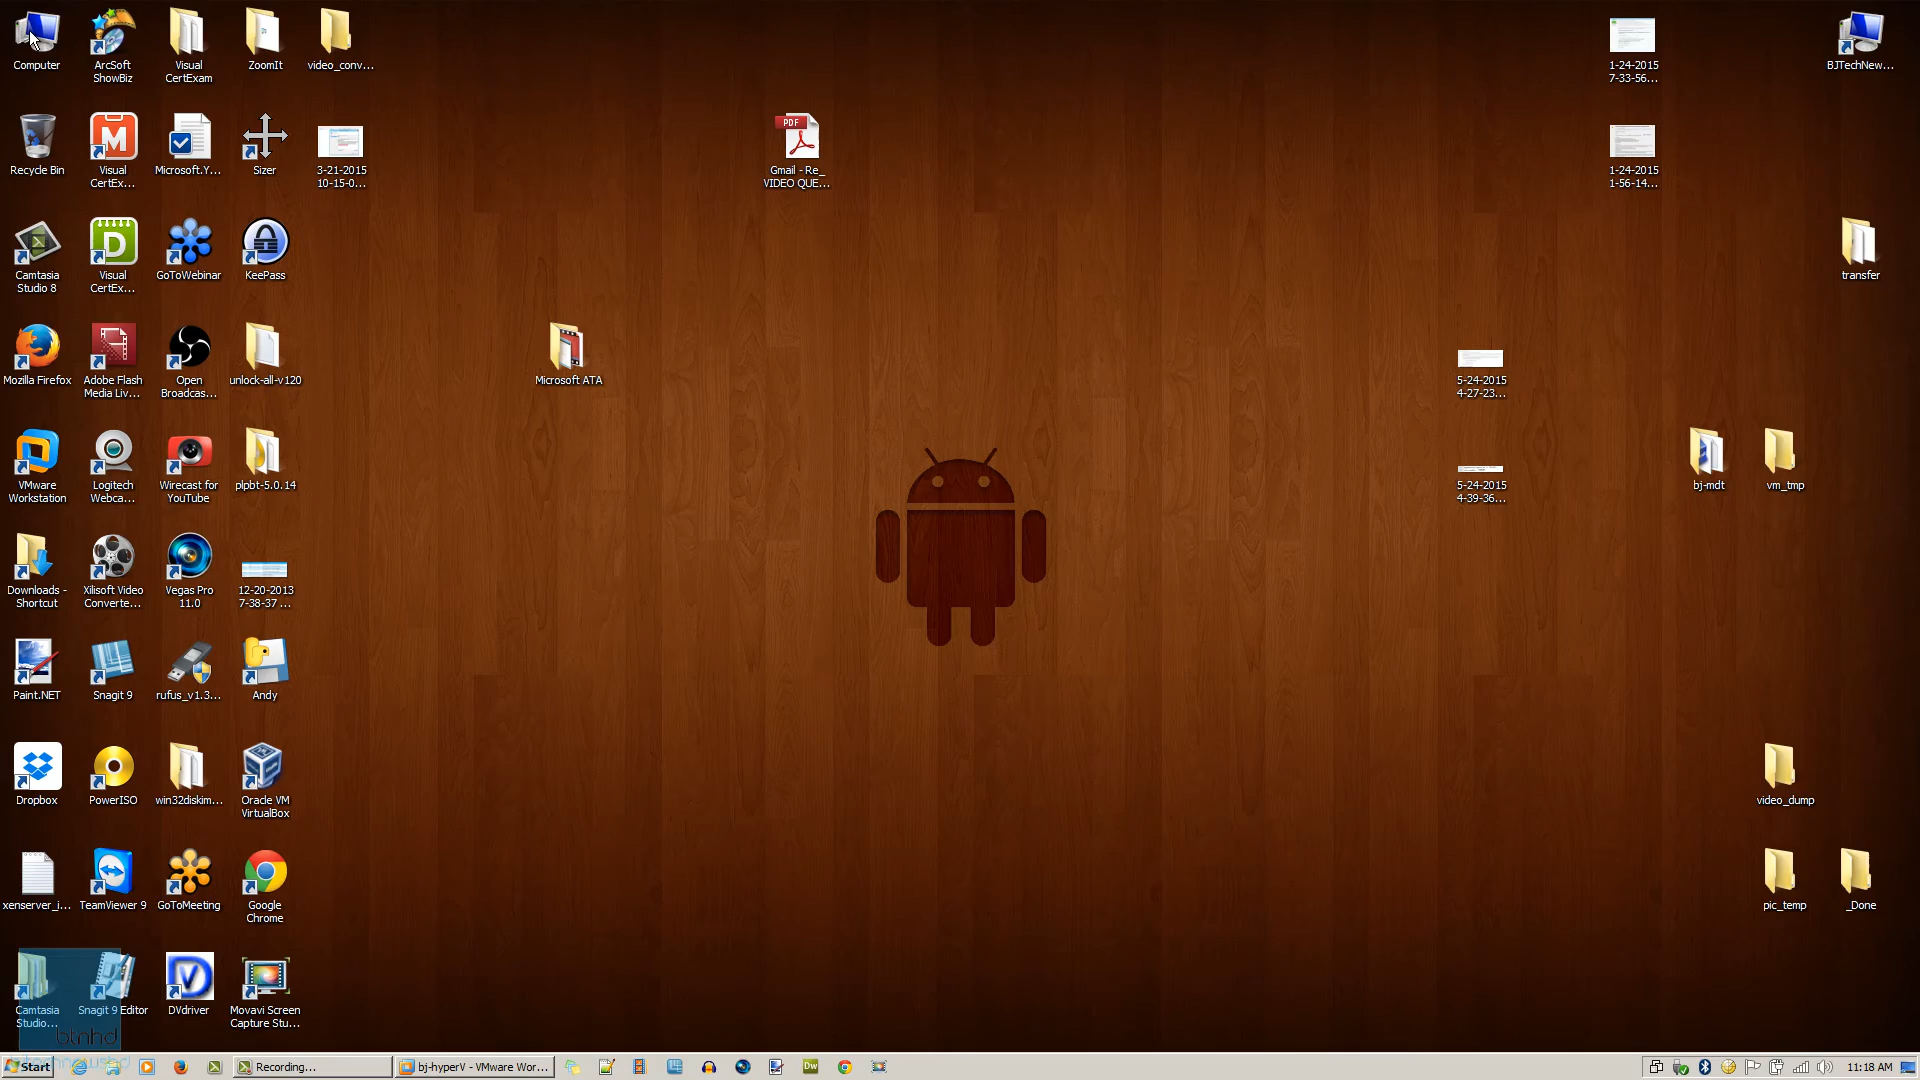 Computer
ArcSoft
ShowBiz
Visual
CertExam
ZoomIt
video_conv...
1-24-2015
7-33-56...
BJTechNew...
Recycle Bin
Visual
CertEx...
Microsoft.Y...
Sizer
3-21-2015
10-15-0...
PDF
Gmail - Re_
VIDEO QUE...
1-24-2015
1-56-14...
Camtasia
Studio 8
Visual
CertEx...
GoToWebinar
KeePass
transfer
Mozilla Firefox
Adobe Flash
Media Liv...
Open
Broadcas...
unlock-all-v120
Microsoft ATA
5-24-2015
4-27-23...
VMware
Workstation
Logitech
Webca...
Wirecast for
YouTube
plpbt-5.0.14
5-24-2015
4-39-36...
bj-mdt
vm_tmp
Downloads -
Shortcut
Xilisoft Video
Converte...
Vegas Pro
11.0
12-20-2013
7-38-37 ...
Paint.NET
Snagit 9
rufus_v1.3...
Andy
Dropbox
PowerISO
win32diskim...
Oracle VM
VirtualBox
video_dump
xenserver_i...
TeamViewer 9
GoToMeeting
Google
Chrome
pic_temp
_Done
Camtasia
Studio...
Snagit 9 Editor
DVdriver
Movavi Screen
Capture Stu...
btnhd
Start
Recording...
bj-hyperV - VMware Wor...
Dw
11:18 AM